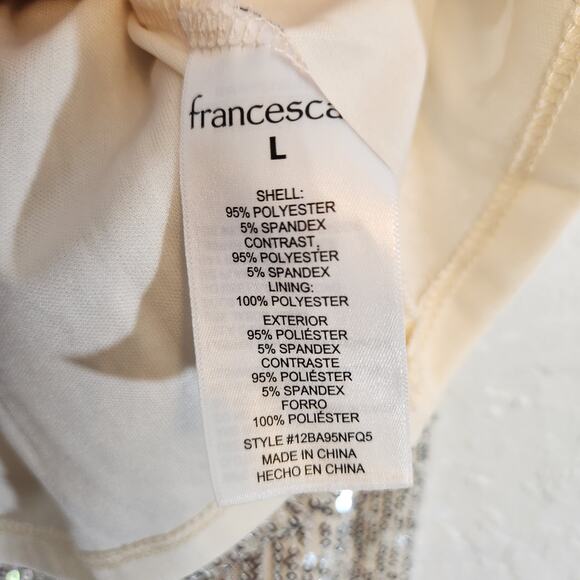 francesca
L
SHELL:
95% POLYESTER
5% SPANDEX
CONTRAST:
95% POLYESTER
5% SPANDEX
LINING:
100% POLYESTER
EXTERIOR
95% POLIÉSTER
5% SPANDEX
CONTRASTE
95% POLIÉSTER
5% SPANDEX
FORRO
100% POLIÉSTER
STYLE #12BA95NFQ5
MADE IN CHINA
HECHO EN CHINA